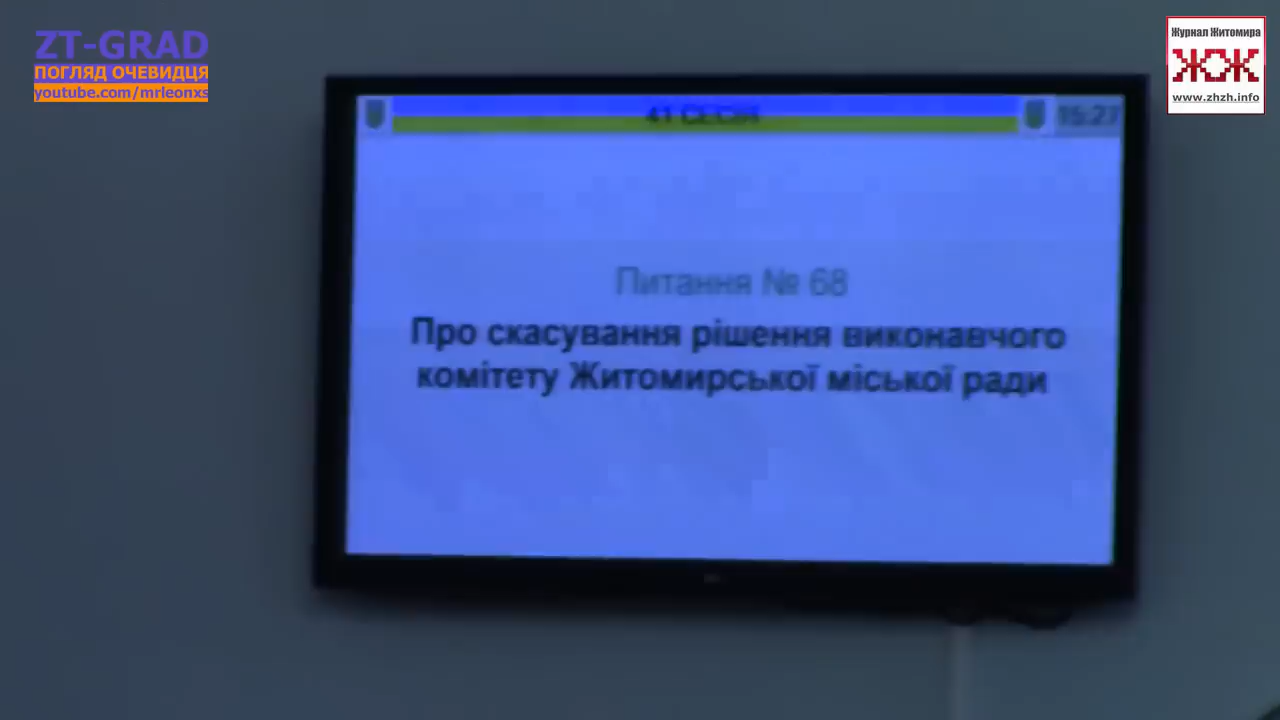 ZT-GRAD
ПОГЛЯД ОЧЕВИДЦЯ
youtube.com/mrleonxs
Журнал Житомира
ЖЖ
www.zhzh.info
41 СЕСІЯ
15:27
Питання № 68
Про скасування рішення виконавчого
комітету Житомирської міської ради